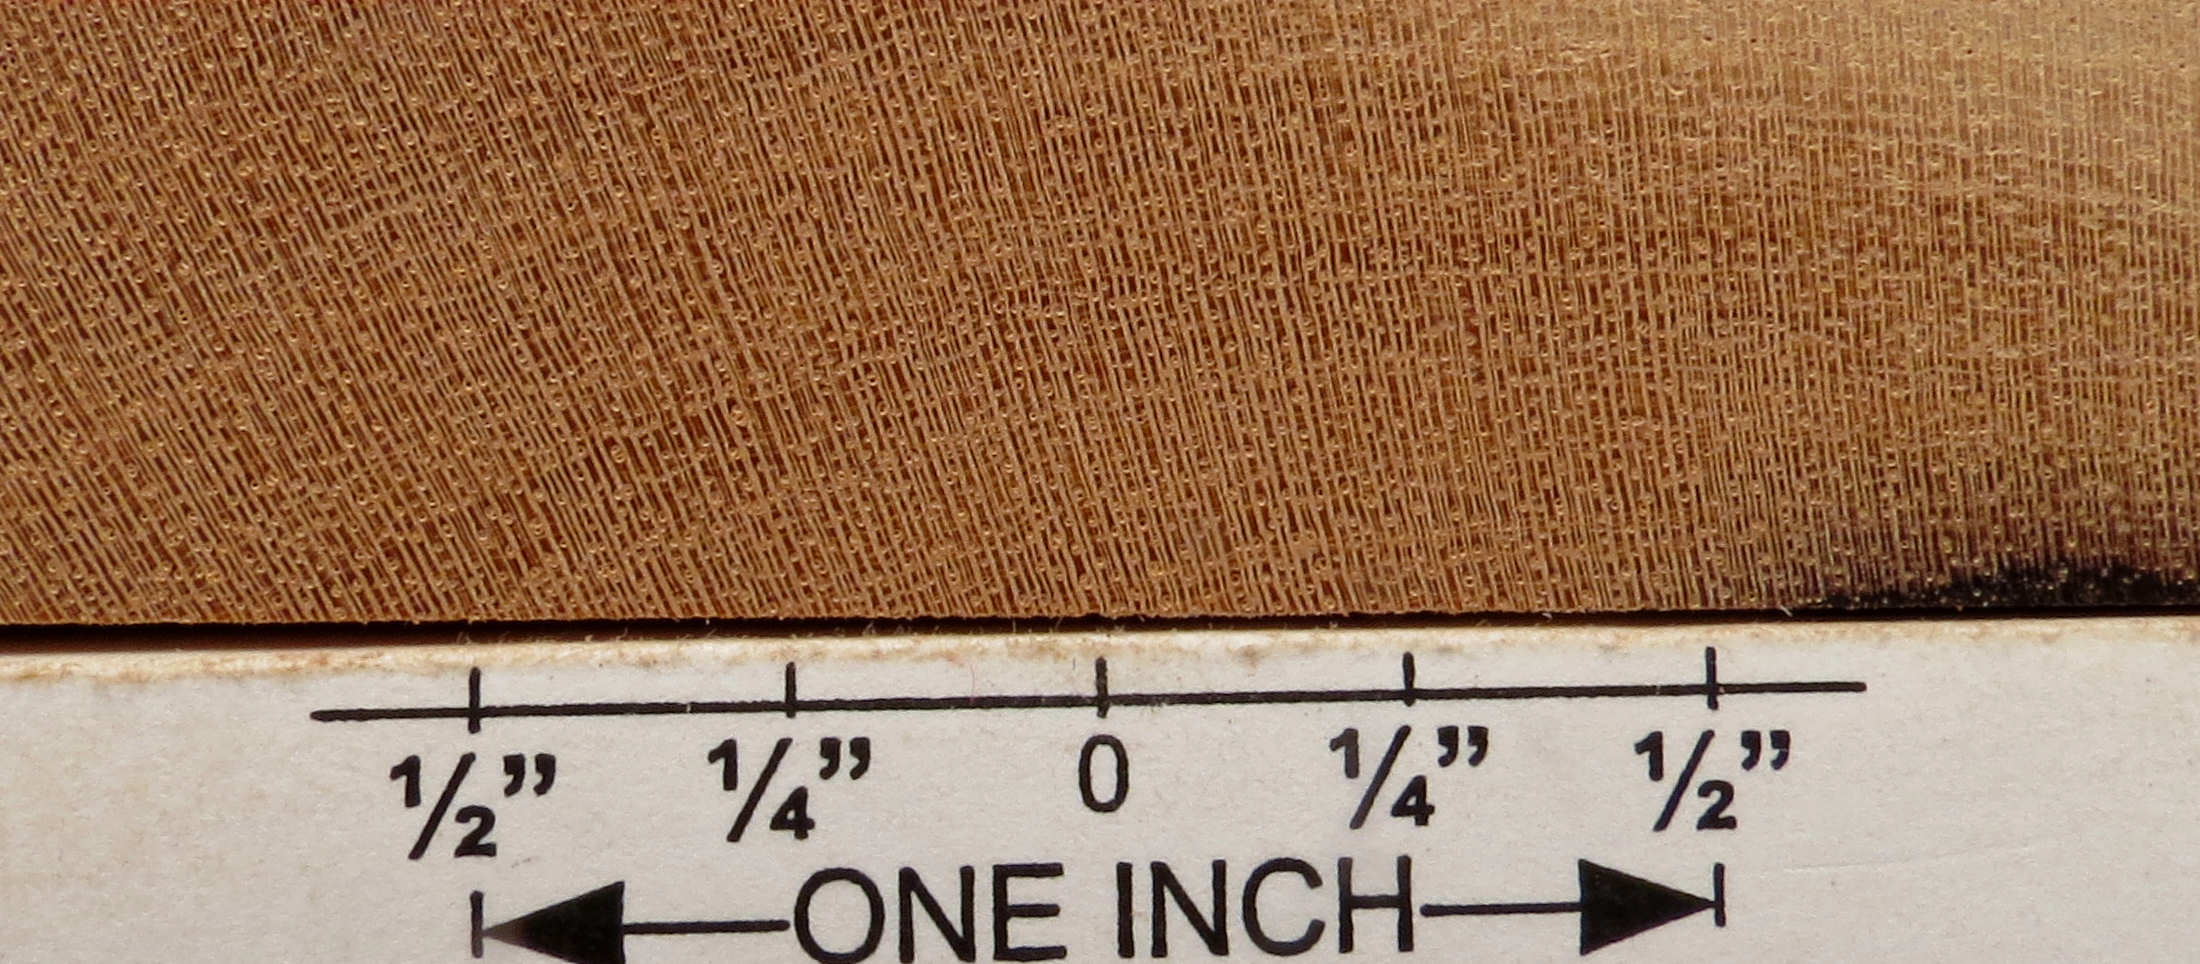 ½” ¼” 0 ¼” ½”
ONE INCH